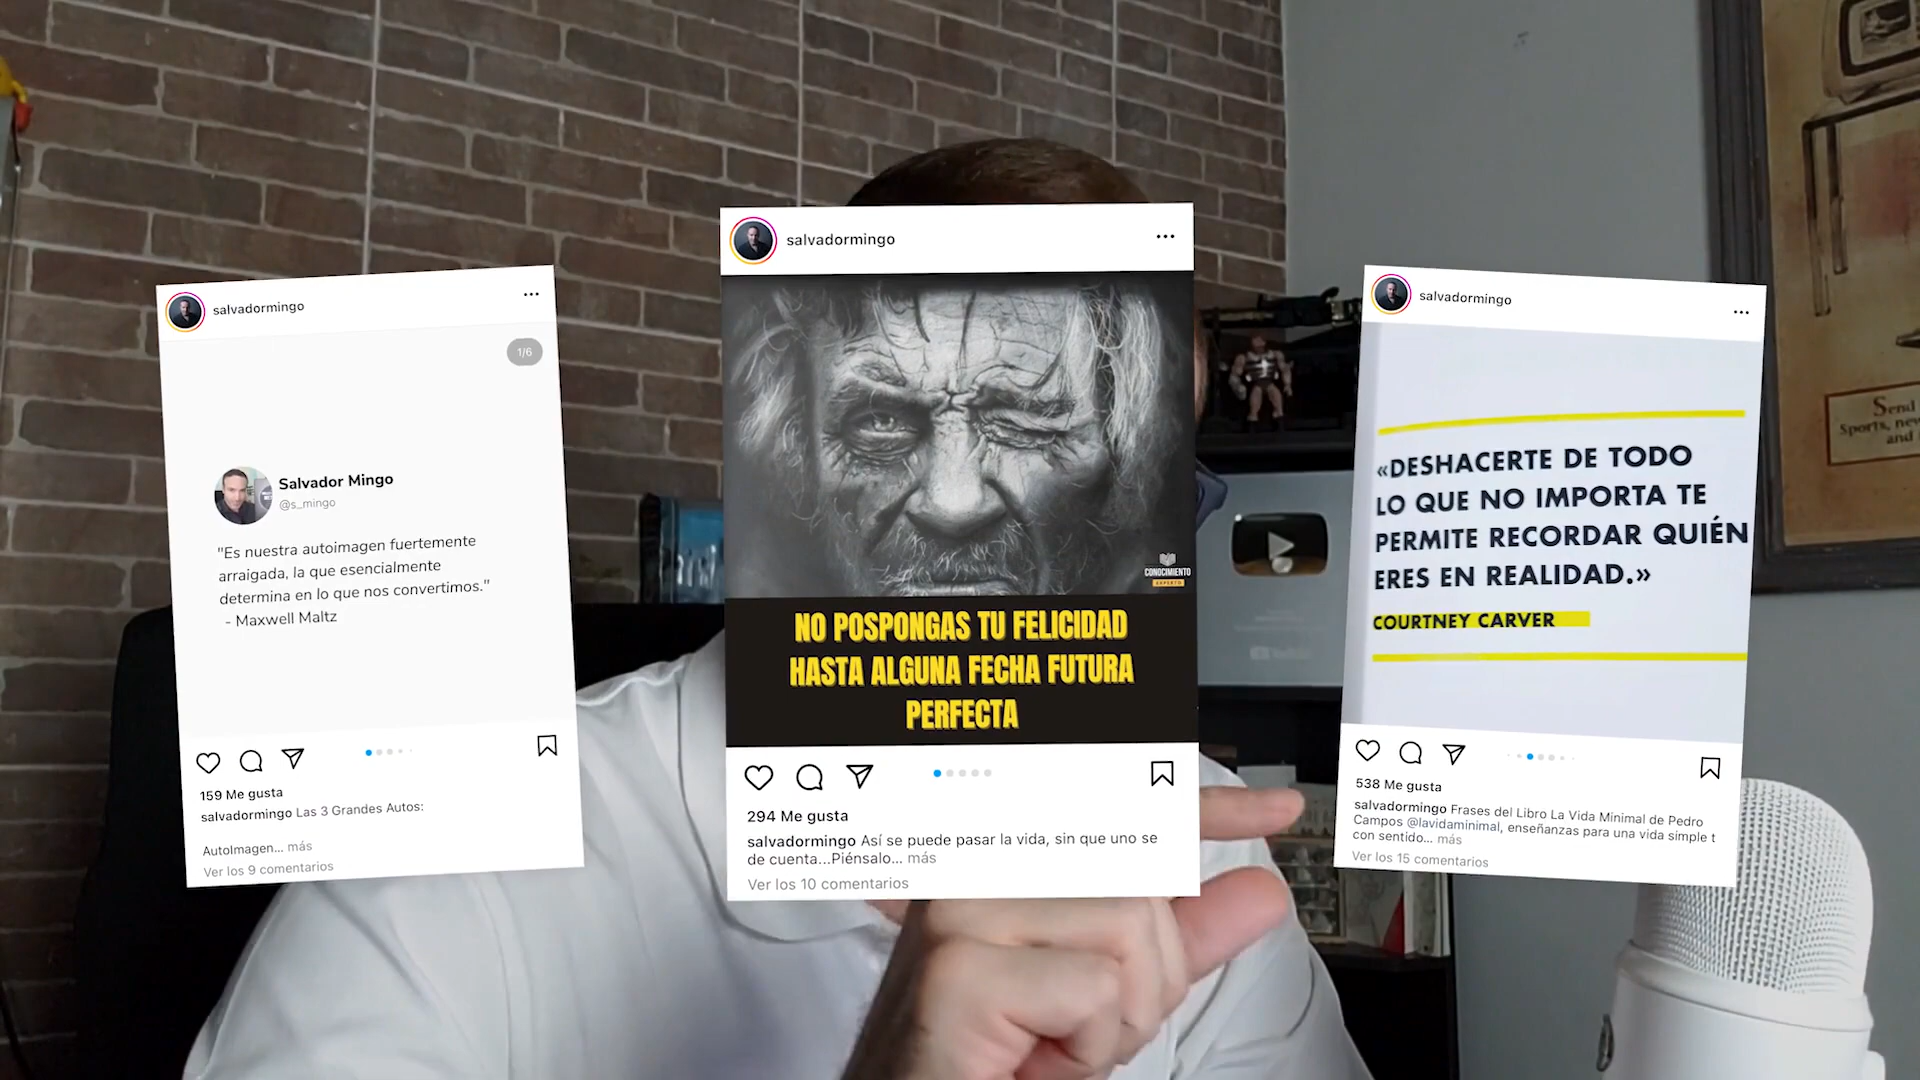 salvadormingo
1/6
Salvador Mingo
@s_mingo
"Es nuestra autoimagen fuertemente
arraigada, la que esencialmente
determina en lo que nos convertimos."
- Maxwell Maltz
159 Me gusta
salvadormingo Las 3 Grandes Autos:
AutoImagen... más
Ver los 9 comentarios
salvadormingo
CONOCIMIENTO
EXPERTO
NO POSPONGAS TU FELICIDAD
HASTA ALGUNA FECHA FUTURA
PERFECTA
294 Me gusta
salvadormingo Así se puede pasar la vida, sin que uno se
de cuenta...Piénsalo... más
Ver los 10 comentarios
salvadormingo
«DESHACERTE DE TODO
LO QUE NO IMPORTA TE
PERMITE RECORDAR QUIÉN
ERES EN REALIDAD.»
COURTNEY CARVER
538 Me gusta
salvadormingo Frases del Libro La Vida Minimal de Pedro
Campos @lavidaminimal, enseñanzas para una vida simple t
con sentido... más
Ver los 15 comentarios
Send
Sports, new
and